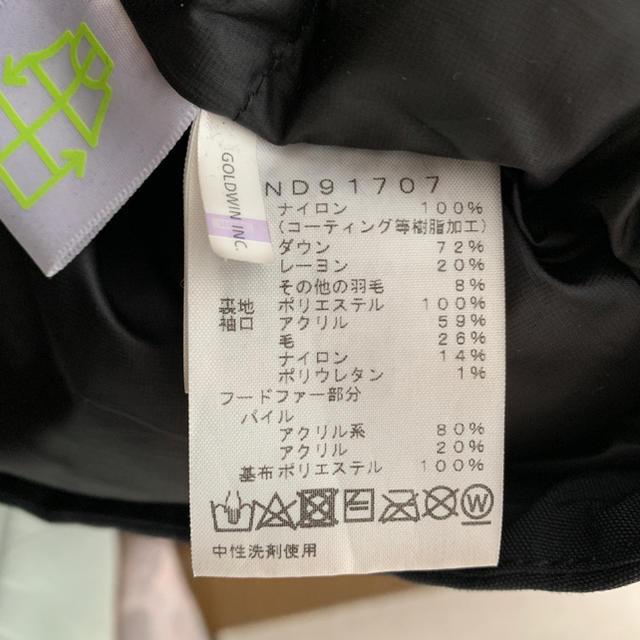 GOLDWIN INC.
ND91707
ナイロン 100%
(コーティング等樹脂加工)
ダウン 72%
レーヨン 20%
その他の羽毛 8%
裏地 ポリエステル 100%
袖口 アクリル 59%
毛 26%
ナイロン 14%
ポリウレタン 1%
フードファー部分
パイル
アクリル系 80%
アクリル 20%
基布 ポリエステル 100%
W
中性洗剤使用